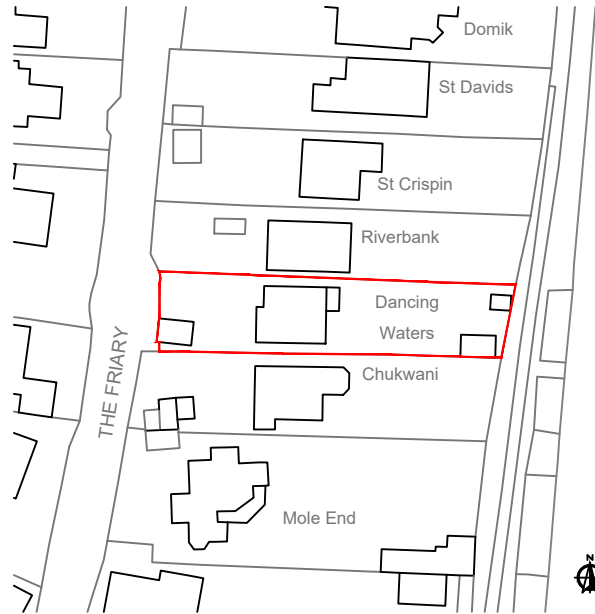 Domik
St Davids
St Crispin
Riverbank
Dancing
Waters
THE FRIARY
Chukwani
Mole End
N